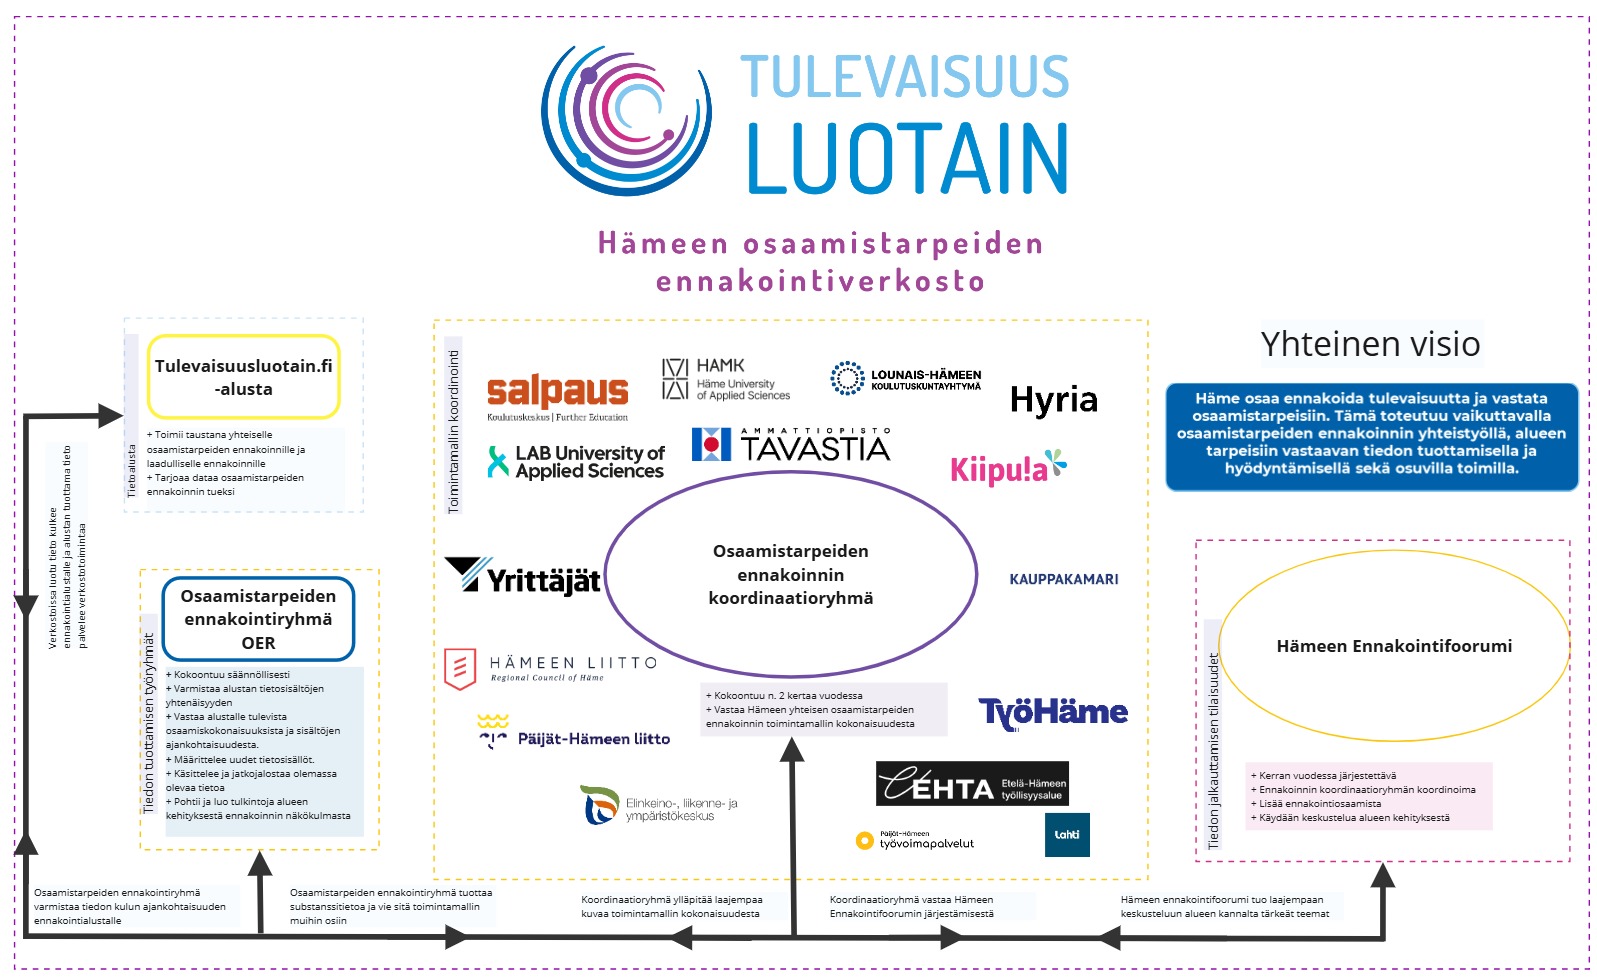 TULEVAISUUS
LUOTAIN
Hämeen osaamistarpeiden
ennakointiverkosto
Tietoalusta
Tulevaisuusluotain.fi
-alusta
+ Toimii taustana yhteiselle
osaamistarpeiden ennakoinnille ja
laadulliselle ennakoinnille
+ Tarjoaa dataa osaamistarpeiden
ennakoinnin tueksi
Verkostoissa luotu tieto kulkee
ennakointialustalle ja alustan tuottama tieto
palvelee verkostotoimintaa
Tiedon tuottamisen työryhmät
Osaamistarpeiden
ennakointiryhmä
OER
+ Kokoontuu säännöllisesti
+ Varmistaa alustan tietosisältöjen
yhtenäisyyden
+ Vastaa alustalle tulevista
osaamiskokonaisuuksista ja sisältöjen
ajankohtaisuudesta.
+ Määrittelee uudet tietosisällöt.
+ Käsittelee ja jatkojalostaa olemassa
olevaa tietoa
+ Pohtii ja luo tulkintoja alueen
kehityksestä ennakoinnin näkökulmasta
Toimintamallin koordinointi
salpaus
Koulutuskeskus | Further Education
HAMK
Häme University
of Applied Sciences
LOUNAIS-HÄMEEN
KOULUTUSKUNTAYHTYMÄ
Hyria
LAB University of
Applied Sciences
AMMATTIOPISTO
TAVASTIA
Kiipula
Yrittäjät
Osaamistarpeiden
ennakoinnin
koordinaatioryhmä
KAUPPAKAMARI
HÄMEEN LIITTO
Regional Council of Häme
+ Kokoontuu n. 2 kertaa vuodessa
+ Vastaa Hämeen yhteisen osaamistarpeiden
ennakoinnin toimintamallin kokonaisuudesta
TyöHäme
Päijät-Hämeen liitto
Elinkeino-, liikenne- ja
ympäristökeskus
EHTA
Etelä-Hämeen
työllisyysalue
Päijät-Hämeen
työvoimapalvelut
Lahti
Yhteinen visio
Häme osaa ennakoida tulevaisuutta ja vastata
osaamistarpeisiin. Tämä toteutuu vaikuttavalla
osaamistarpeiden ennakoinnin yhteistyöllä, alueen
tarpeisiin vastaavan tiedon tuottamisella ja
hyödyntämisellä sekä osuvilla toimilla.
Tiedon jalkauttamisen tilaisuudet
Hämeen Ennakointifoorumi
+ Kerran vuodessa järjestettävä
+ Ennakoinnin koordinaatioryhmän koordinoima
+ Lisää ennakointiosaamista
+ Käydään keskustelua alueen kehityksestä
Osaamistarpeiden ennakointiryhmä
varmistaa tiedon kulun ajankohtaisuuden
ennakointialustalle
Osaamistarpeiden ennakointiryhmä tuottaa
substanssitietoa ja vie sitä toimintamallin
muihin osiin
Koordinaatioryhmä ylläpitää laajempaa
kuvaa toimintamallin kokonaisuudesta
Koordinaatioryhmä vastaa Hämeen
Ennakointifoorumin järjestämisestä
Hämeen ennakointifoorumi tuo laajempaan
keskusteluun alueen kannalta tärkeät teemat